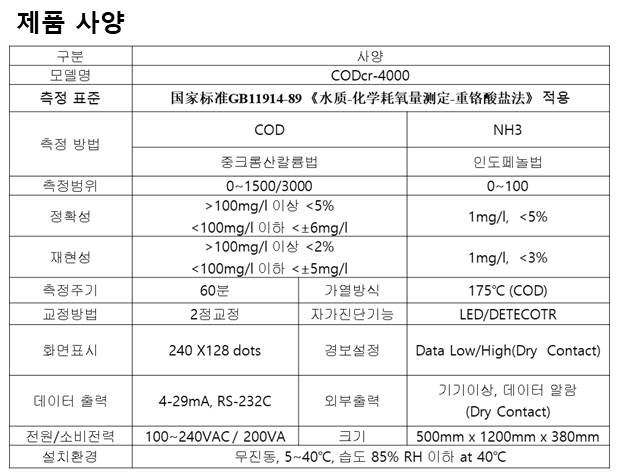 제품 사양
구분 사양
모델명 CODcr-4000
측정 표준 国家标准GB11914-89 《水质-化学耗氧量测定-重铬酸盐法》 적용
측정 방법 COD NH3
중크롬산칼륨법 인도페놀법
측정범위 0~1500/3000 0~100
정확성 >100mg/l 이상 <5% 1mg/l, <5%
<100mg/l 이하 <±6mg/l
재현성 >100mg/l 이상 <2% 1mg/l, <3%
<100mg/l 이하 <±5mg/l
측정주기 60분 가열방식 175℃ (COD)
교정방법 2점교정 자가진단기능 LED/DETECOTR
화면표시 240 X128 dots 경보설정 Data Low/High(Dry Contact)
데이터 출력 4-29mA, RS-232C 외부출력 기기이상, 데이터 알람
(Dry Contact)
전원/소비전력 100~240VAC / 200VA 크기 500mm x 1200mm x 380mm
설치환경 무진동, 5~40℃, 습도 85% RH 이하 at 40℃